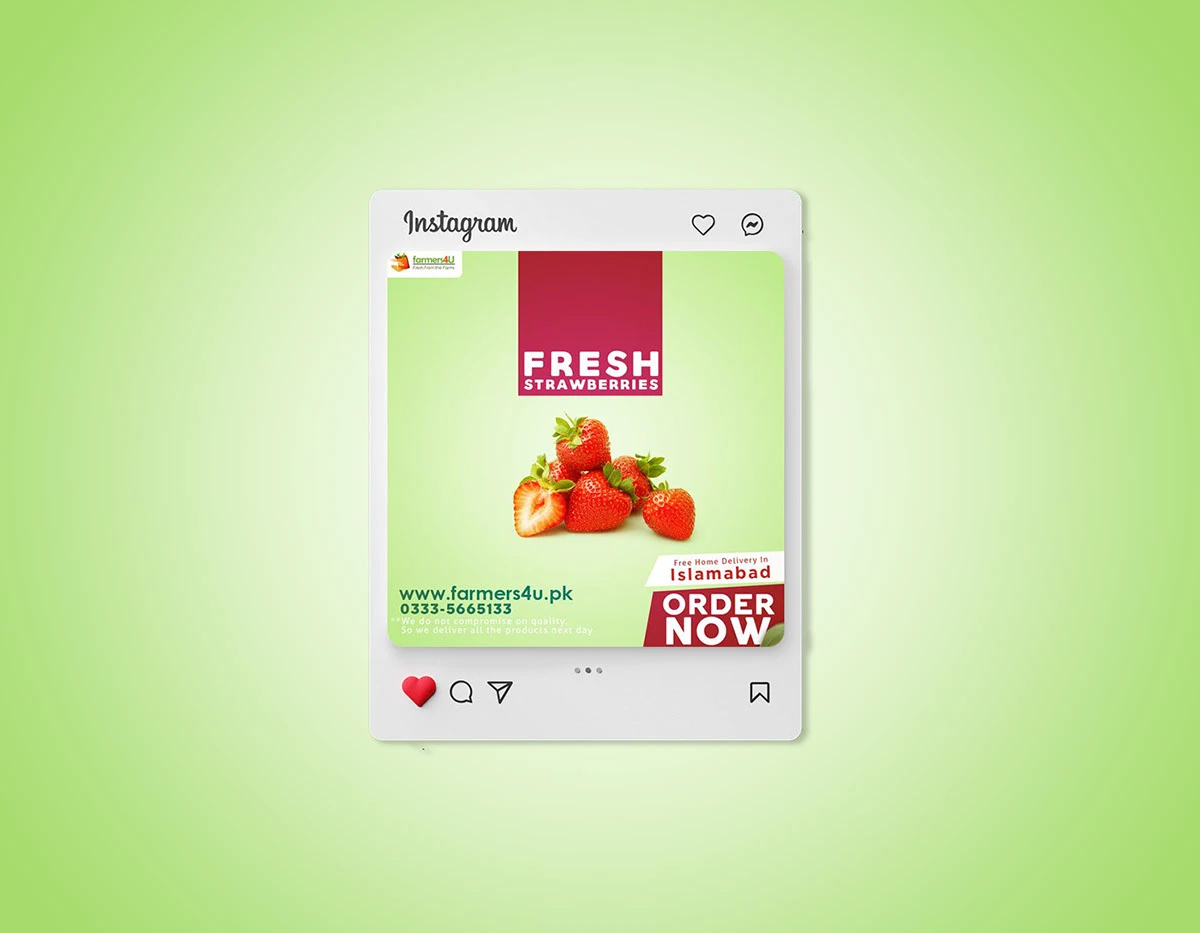 Instagram
farmers4U
Fresh From the Farms
FRESH
STRAWBERRIES
Free Home Delivery In
Islamabad
ORDER
NOW
www.farmers4u.pk
0333-5665133
**We do not compromise on quality.
So we deliver all the products next day